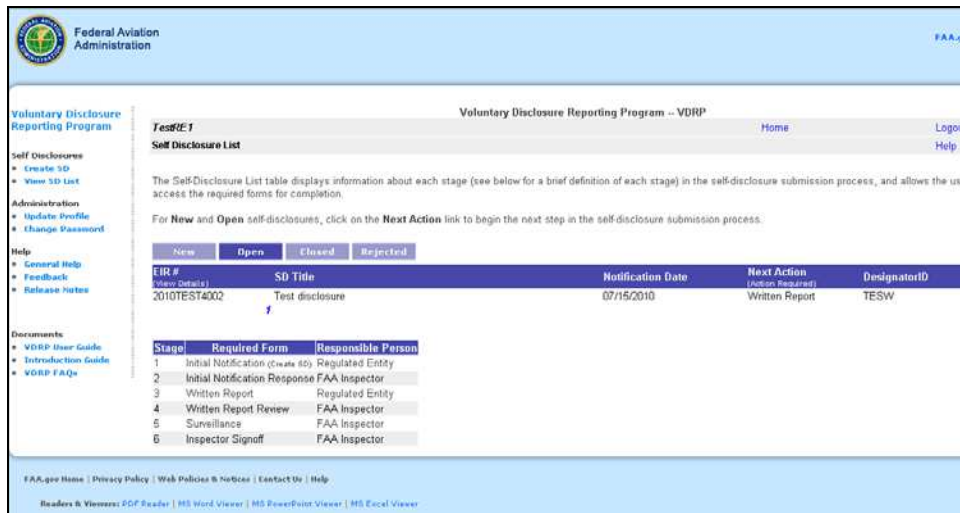 Federal Aviation
Administration
FAA.g
Voluntary Disclosure
Reporting Program
Self Disclosures
Create SD
View SD List
Administration
Update Profile
Change Password
Help
General Help
Feedback
Release Notes
Documents
VDRP User Guide
Introduction Guide
VDRP FAQs
Voluntary Disclosure Reporting Program -- VDRP
TestRE1 Home Logou
Self Disclosure List Help
The Self-Disclosure List table displays information about each stage (see below for a brief definition of each stage) in the self-disclosure submission process, and allows the us
access the required forms for completion.
For New and Open self-disclosures, click on the Next Action link to begin the next step in the self-disclosure submission process.
New Open Closed Rejected
EIR # SD Title Notification Date Next Action DesignatorID
(View Details) (Action Required)
2010TEST4002 Test disclosure 07/15/2010 Written Report TESW
1
Stage Required Form Responsible Person
1 Initial Notification (Create SD) Regulated Entity
2 Initial Notification Response FAA Inspector
3 Written Report Regulated Entity
4 Written Report Review FAA Inspector
5 Surveillance FAA Inspector
6 Inspector Signoff FAA Inspector
FAA.gov Home | Privacy Policy | Web Policies & Notices | Contact Us | Help
Readers & Viewers: PDF Reader | MS Word Viewer | MS PowerPoint Viewer | MS Excel Viewer